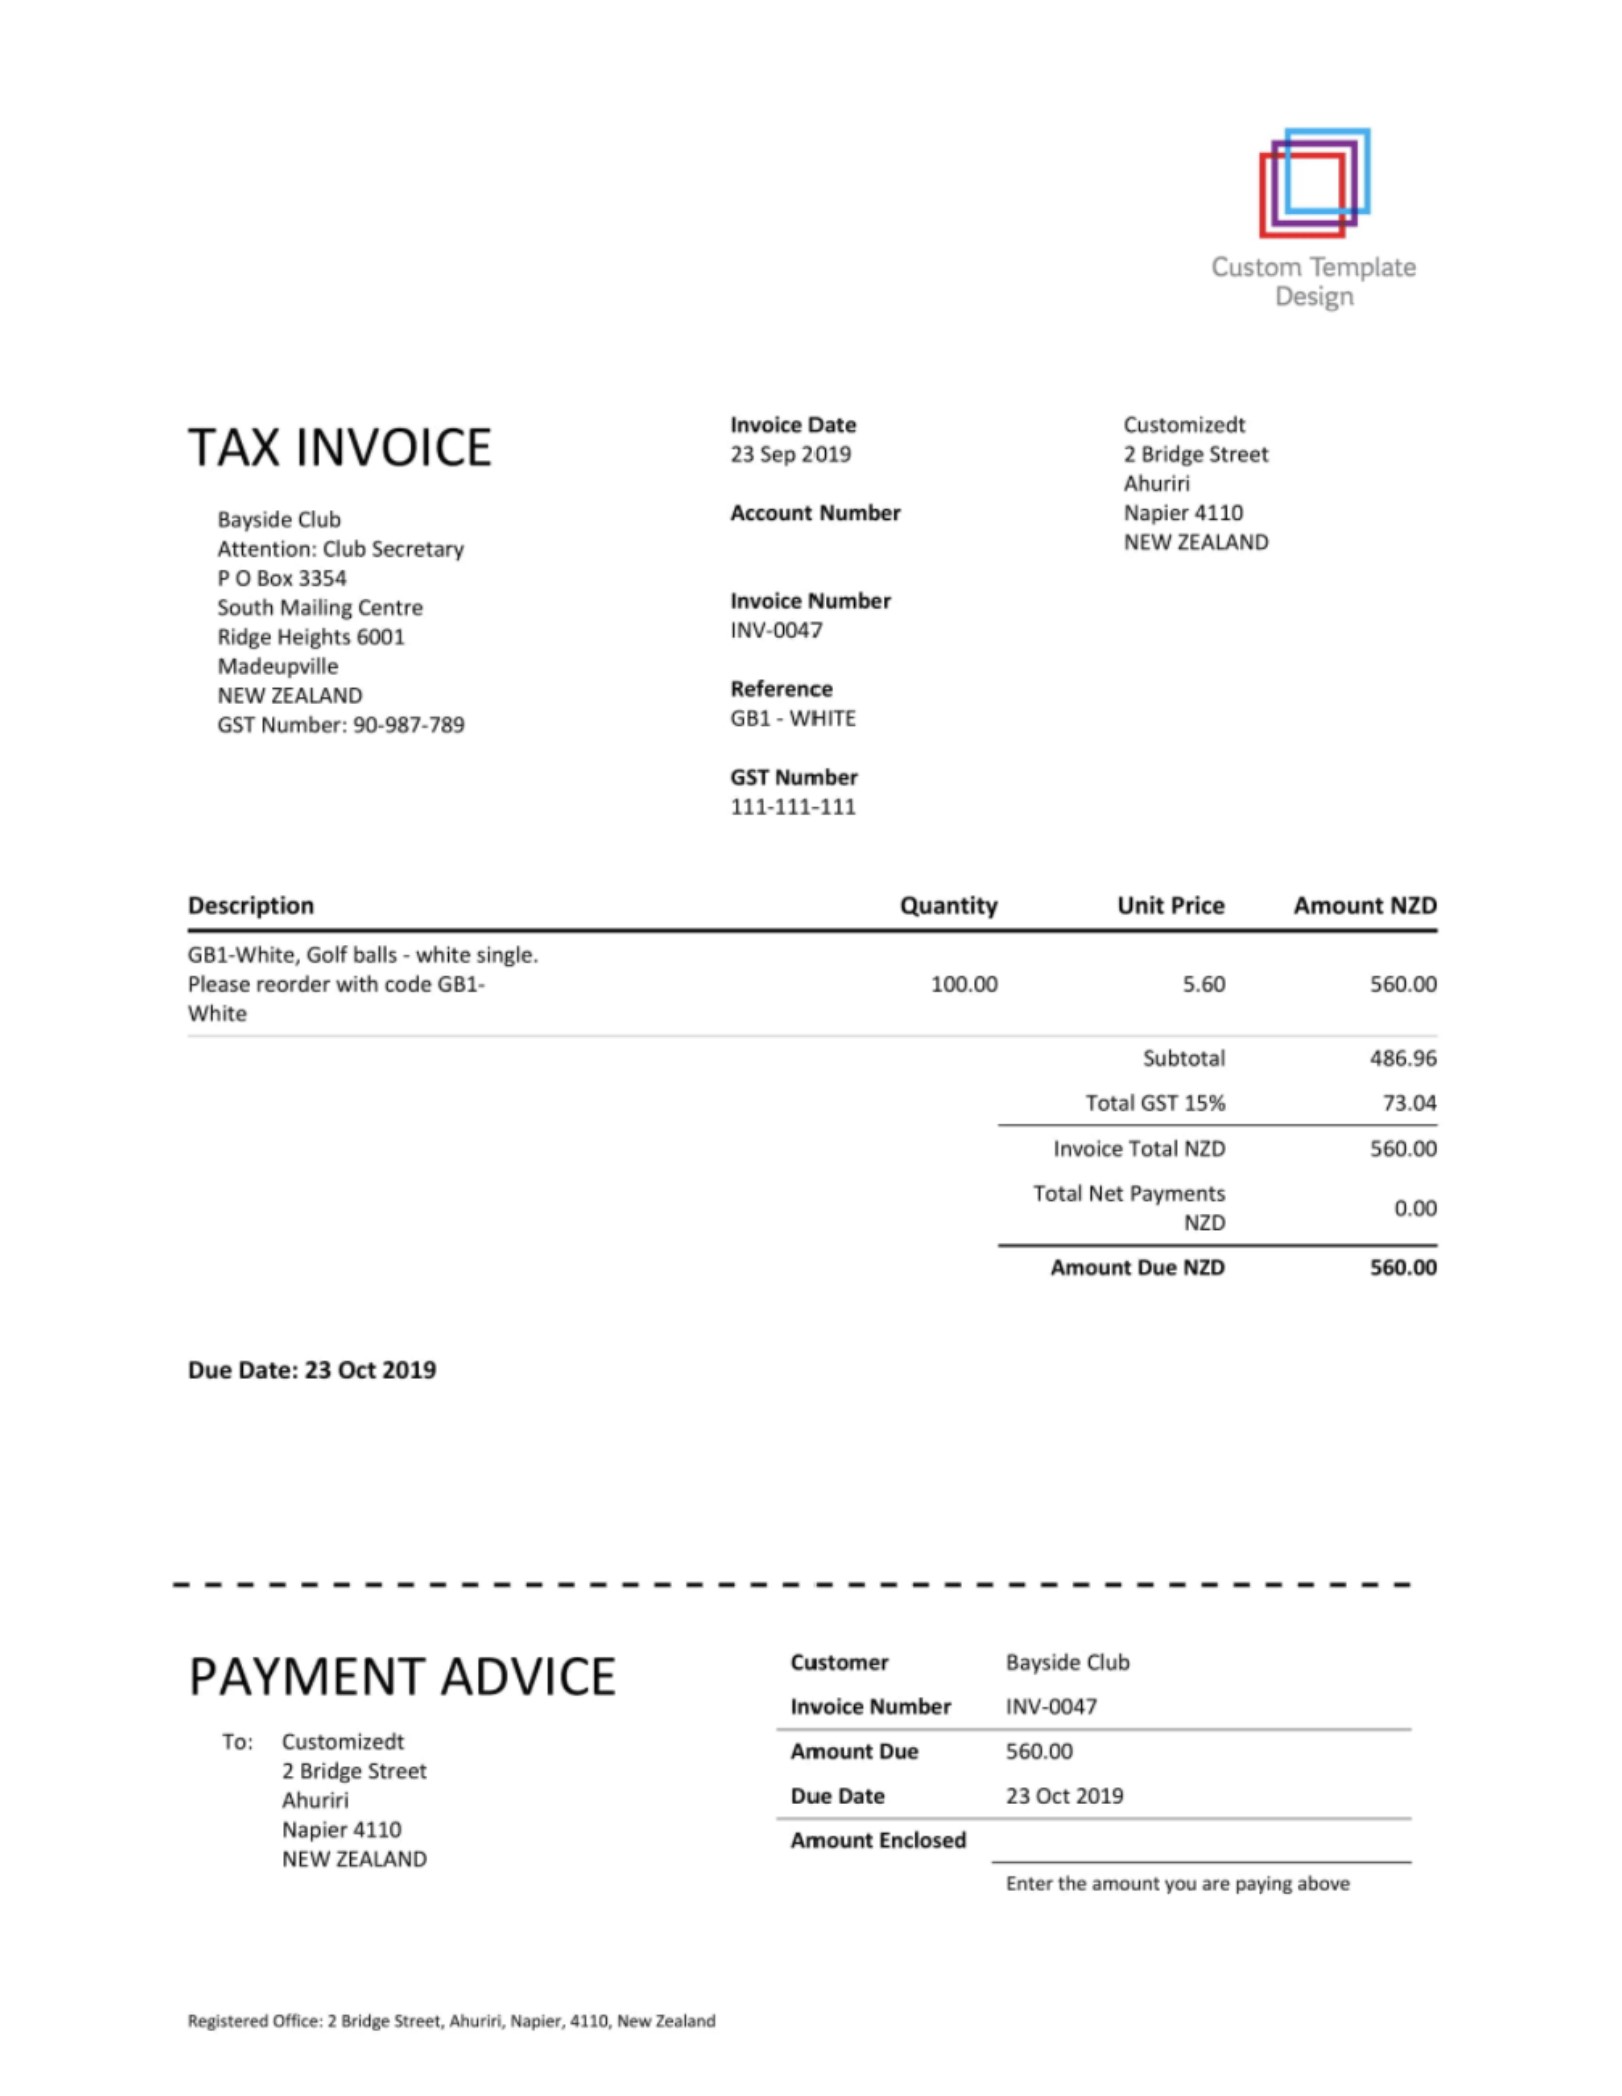 Custom Template
Design
TAX INVOICE
Bayside Club
Attention: Club Secretary
P O Box 3354
South Mailing Centre
Ridge Heights 6001
Madeupville
NEW ZEALAND
GST Number: 90-987-789
Invoice Date
23 Sep 2019
Account Number
Invoice Number
INV-0047
Reference
GB1 - WHITE
GST Number
111-111-111
Customizedt
2 Bridge Street
Ahuriri
Napier 4110
NEW ZEALAND
Description Quantity Unit Price Amount NZD
GB1-White, Golf balls - white single.
Please reorder with code GB1- 100.00 5.60 560.00
White
Subtotal 486.96
Total GST 15% 73.04
Invoice Total NZD 560.00
Total Net Payments
NZD 0.00
Amount Due NZD 560.00
Due Date: 23 Oct 2019
PAYMENT ADVICE
To: Customizedt
2 Bridge Street
Ahuriri
Napier 4110
NEW ZEALAND
Customer Bayside Club
Invoice Number INV-0047
Amount Due 560.00
Due Date 23 Oct 2019
Amount Enclosed
Enter the amount you are paying above
Registered Office: 2 Bridge Street, Ahuriri, Napier, 4110, New Zealand